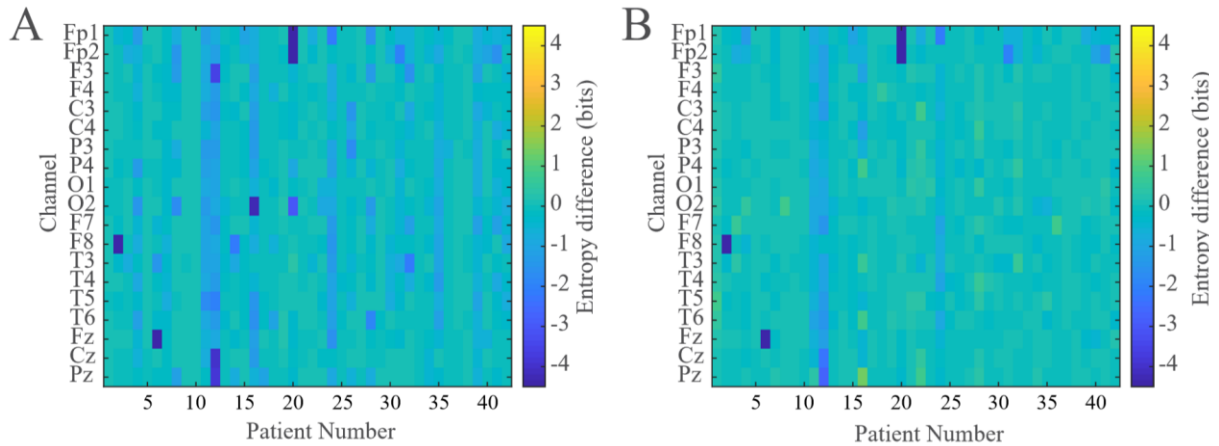 A
Channel
Fp1
Fp2
F3
F4
C3
C4
P3
P4
O1
O2
F7
F8
T3
T4
T5
T6
Fz
Cz
Pz
5 10 15 20 25 30 35 40
Patient Number
4
3
2
1
0
-1
-2
-3
-4
Entropy difference (bits)
B
Channel
Fp1
Fp2
F3
F4
C3
C4
P3
P4
O1
O2
F7
F8
T3
T4
T5
T6
Fz
Cz
Pz
5 10 15 20 25 30 35 40
Patient Number
4
3
2
1
0
-1
-2
-3
-4
Entropy difference (bits)